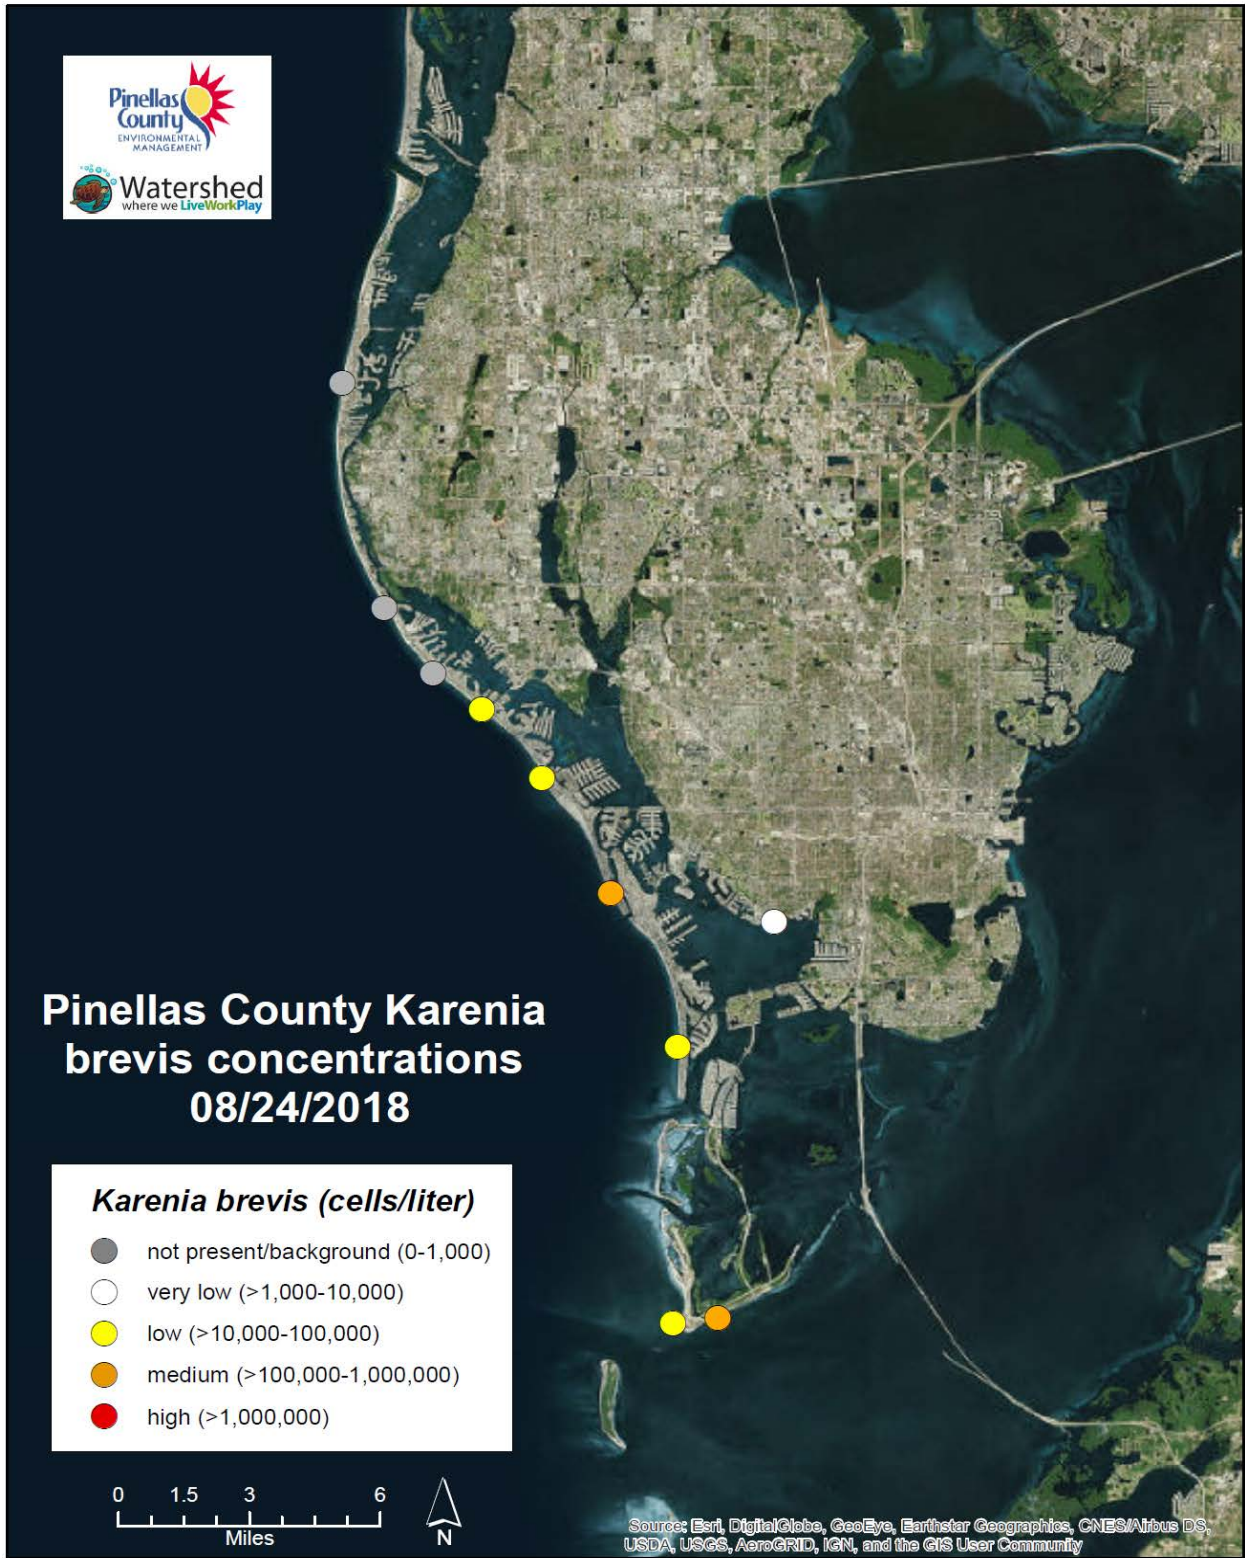 Pinellas
County
ENVIRONMENTAL
MANAGEMENT
Watershed
where we LiveWorkPlay
Pinellas County Karenia
brevis concentrations
08/24/2018
Karenia brevis (cells/liter)
not present/background (0-1,000)
very low (>1,000-10,000)
low (>10,000-100,000)
medium (>100,000-1,000,000)
high (>1,000,000)
0 1.5 3 6
Miles
N
Source: Esri, DigitalGlobe, GeoEye, Earthstar Geographics, CNES/Airbus DS,
USDA, USGS, AeroGRID, IGN, and the GIS User Community